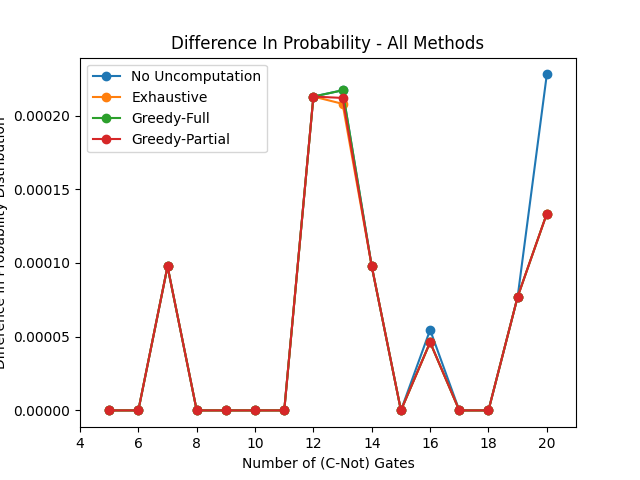 Difference In Probability - All Methods
No Uncomputation
Exhaustive
Greedy-Full
Greedy-Partial
0.00020
0.00015
0.00010
0.00005
0.00000
Difference in Probability Distribution
4 6 8 10 12 14 16 18 20
Number of (C-Not) Gates